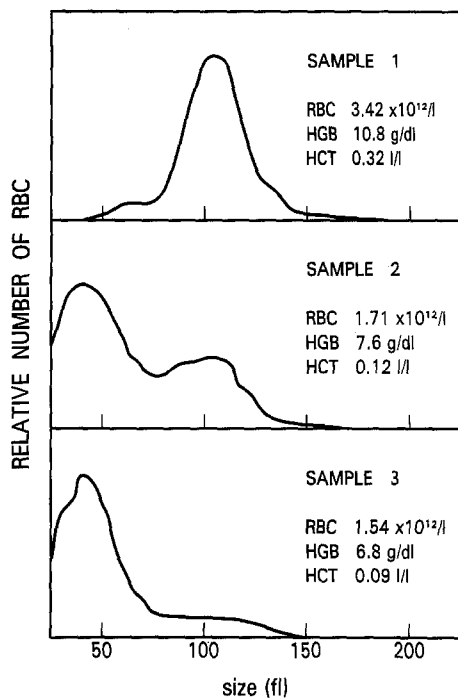 RELATIVE NUMBER OF RBC
SAMPLE 1
RBC 3.42 x10¹²/l
HGB 10.8 g/dl
HCT 0.32 l/l
SAMPLE 2
RBC 1.71 x10¹²/l
HGB 7.6 g/dl
HCT 0.12 l/l
SAMPLE 3
RBC 1.54 x10¹²/l
HGB 6.8 g/dl
HCT 0.09 l/l
50 100 150 200
size (fl)